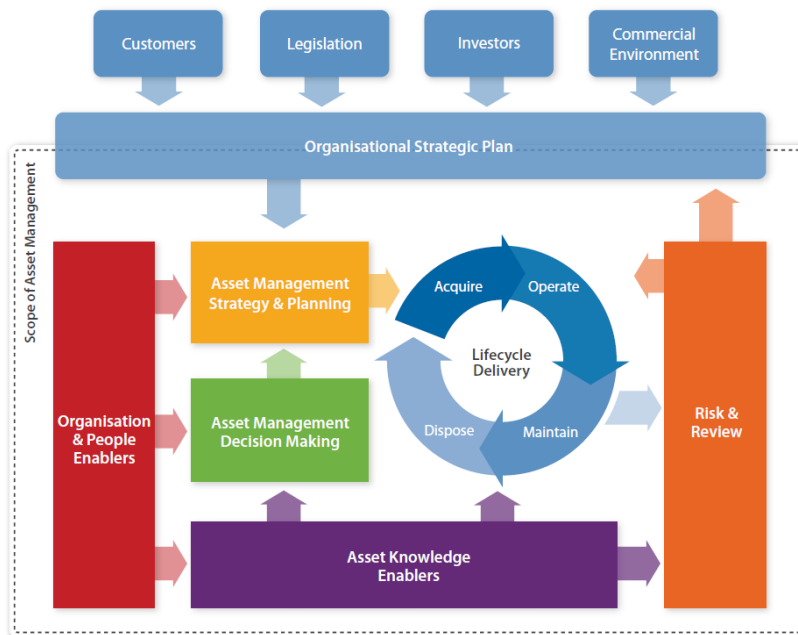 Customers
Legislation
Investors
Commercial
Environment
Organisational Strategic Plan
Scope of Asset Management
Asset Management
Strategy & Planning
Acquire
Operate
Lifecycle
Delivery
Organisation
& People
Enablers
Asset Management
Decision Making
Dispose
Maintain
Risk &
Review
Asset Knowledge
Enablers